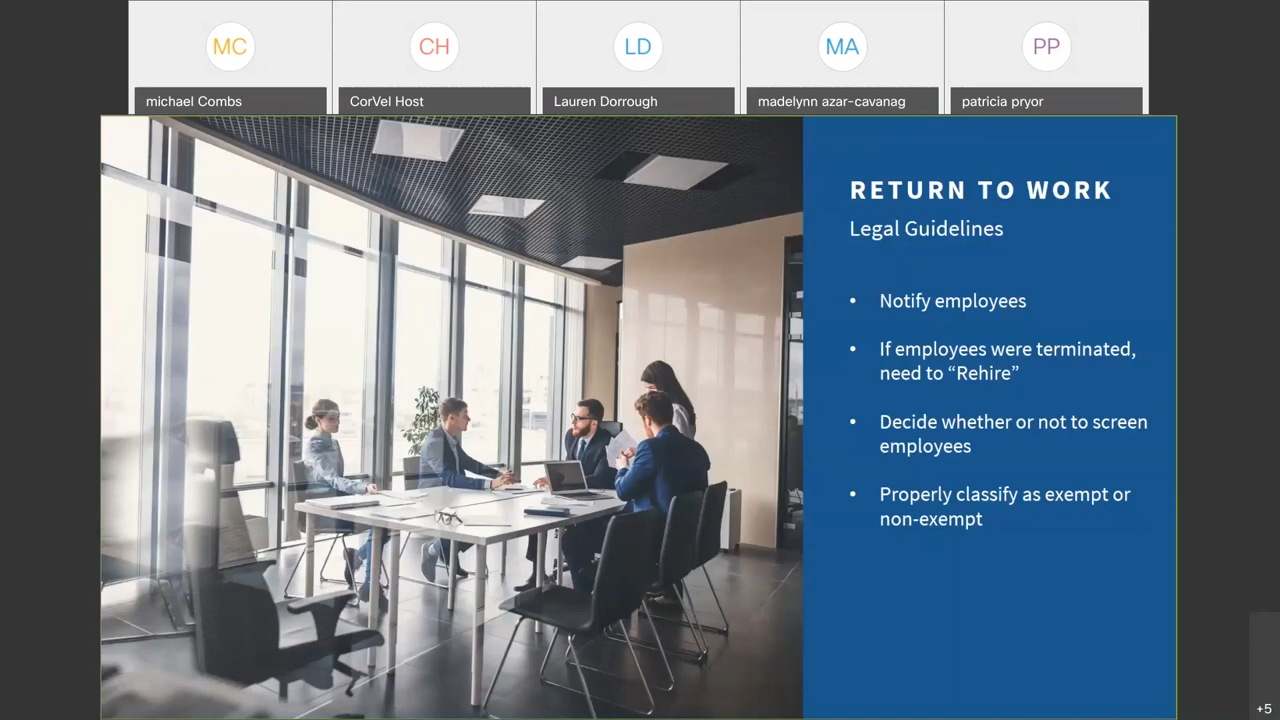 MC
CH
LD
MA
PP
michael Combs
CorVel Host
Lauren Dorrough
madelynn azar-cavanag
patricia pryor
RETURN TO WORK
Legal Guidelines
• Notify employees
• If employees were terminated,
need to “Rehire”
• Decide whether or not to screen
employees
• Properly classify as exempt or
non-exempt
+5